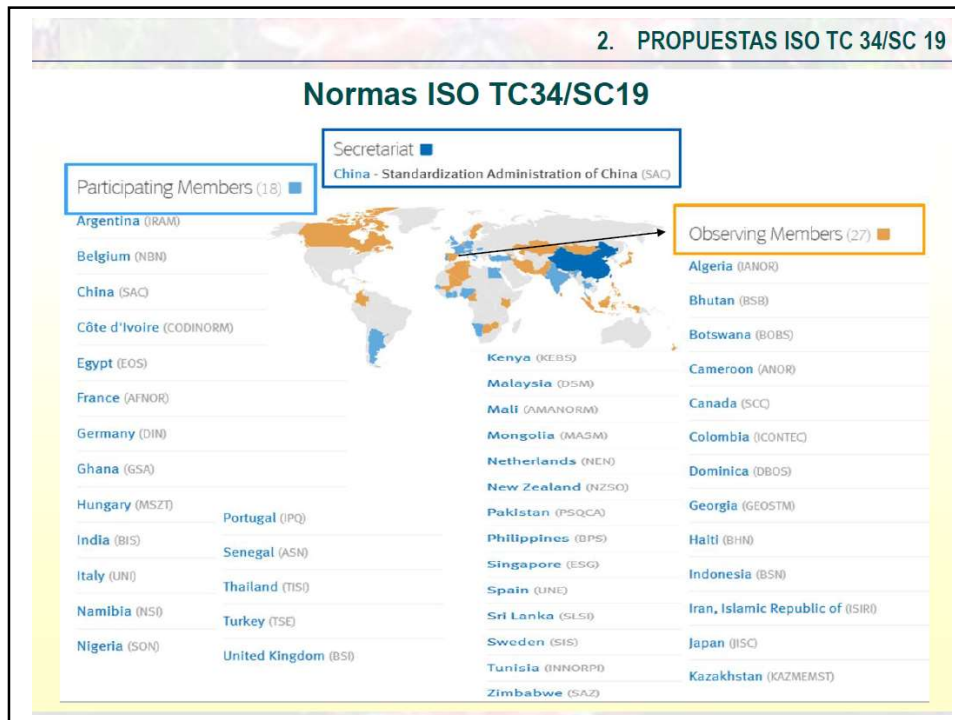 2. PROPUESTAS ISO TC 34/SC 19
Normas ISO TC34/SC19
Secretariat
China - Standardization Administration of China (SAC)
Participating Members (18)
Argentina (IRAM)
Belgium (NBN)
China (SAC)
Côte d'Ivoire (CODINORM)
Egypt (EOS)
France (AFNOR)
Germany (DIN)
Ghana (GSA)
Hungary (MSZT)
India (BIS)
Italy (UNI)
Namibia (NSI)
Nigeria (SON)
Portugal (IPQ)
Senegal (ASN)
Thailand (TISI)
Turkey (TSE)
United Kingdom (BSI)
Observing Members (27)
Algeria (IANOR)
Bhutan (BSB)
Botswana (BOBS)
Cameroon (ANOR)
Canada (SCC)
Colombia (ICONTEC)
Dominica (DBOS)
Georgia (GEOSTM)
Haiti (BHN)
Indonesia (BSN)
Iran, Islamic Republic of (ISIRI)
Japan (JISC)
Kazakhstan (KAZMEMST)
Kenya (KEBS)
Malaysia (DSM)
Mali (AMANORM)
Mongolia (MASM)
Netherlands (NEN)
New Zealand (NZSO)
Pakistan (PSQCA)
Philippines (BPS)
Singapore (ESG)
Spain (UNE)
Sri Lanka (SLSI)
Sweden (SIS)
Tunisia (INNORPI)
Zimbabwe (SAZ)